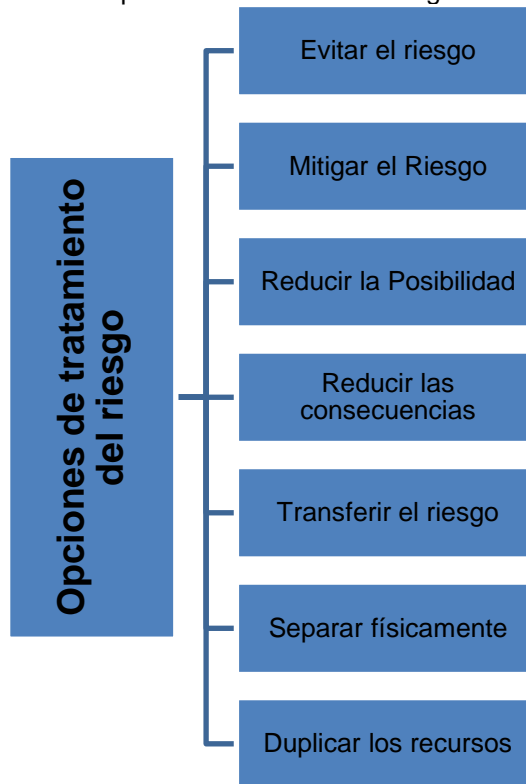 Opciones de tratamiento
del riesgo
Evitar el riesgo
Mitigar el Riesgo
Reducir la Posibilidad
Reducir las
consecuencias
Transferir el riesgo
Separar físicamente
Duplicar los recursos